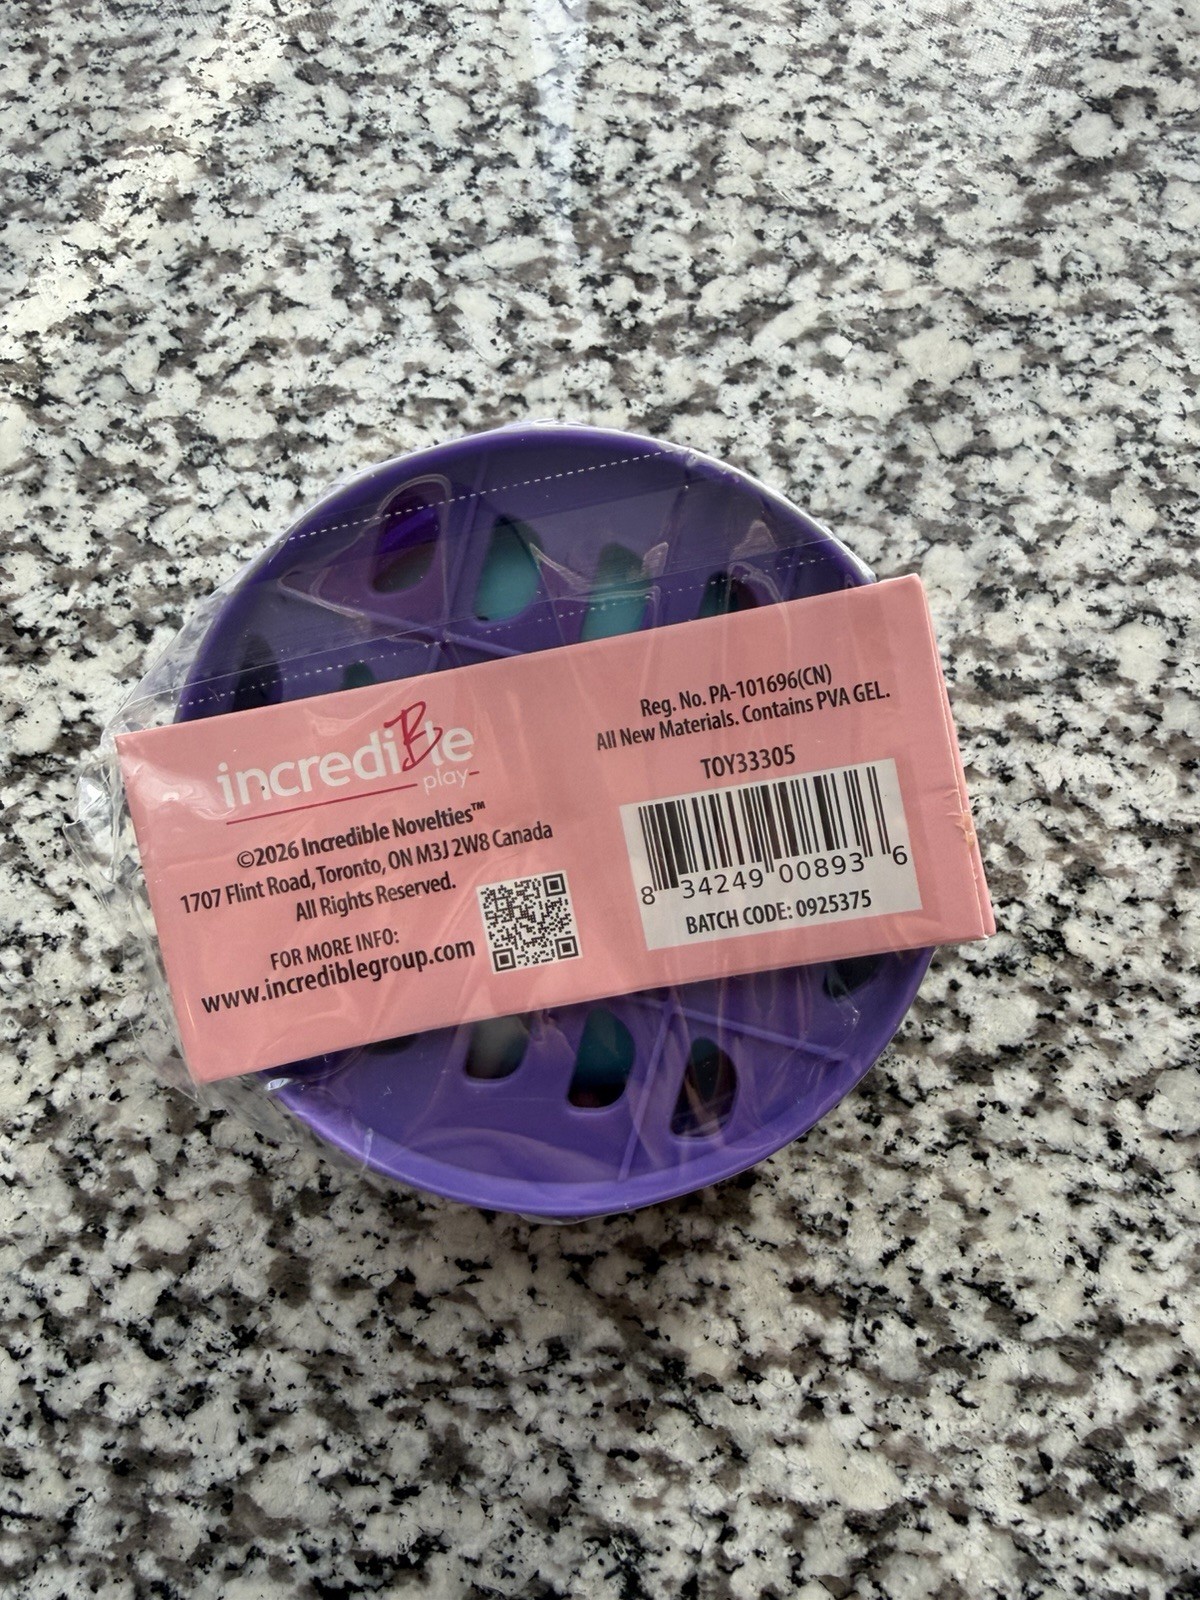 incrediBle
play
©2026 Incredible Novelties™
1707 Flint Road, Toronto, ON M3J 2W8 Canada
All Rights Reserved.
FOR MORE INFO:
www.incrediblegroup.com
Reg. No. PA-101696(CN)
All New Materials. Contains PVA GEL.
TOY33305
8 34249 00893 6
BATCH CODE: 0925375